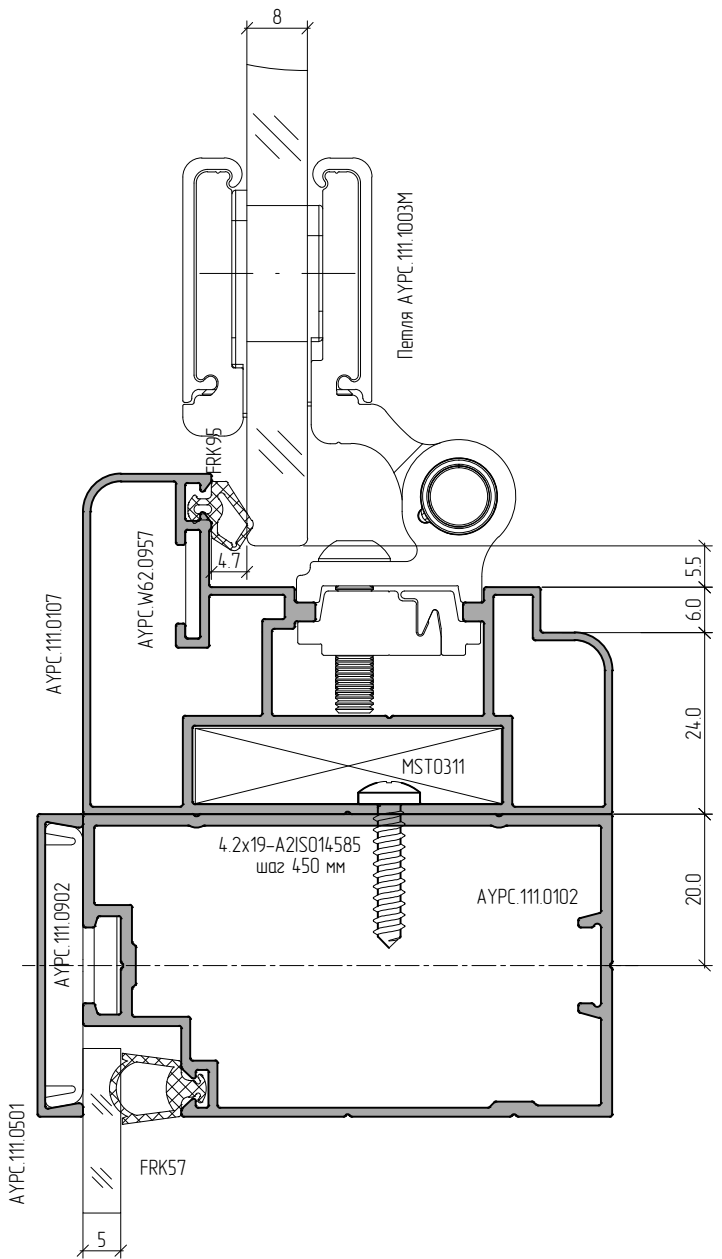 8
Петля AYPC.111.1003M
FRK95
4.7
AYPC.W62.0957
AYPC.111.0107
5.5
6.0
24.0
MST0311
4.2x19-A2ISO14585
шаг 450 мм
AYPC.111.0102
20.0
AYPC.111.0902
AYPC.111.0501
FRK57
5